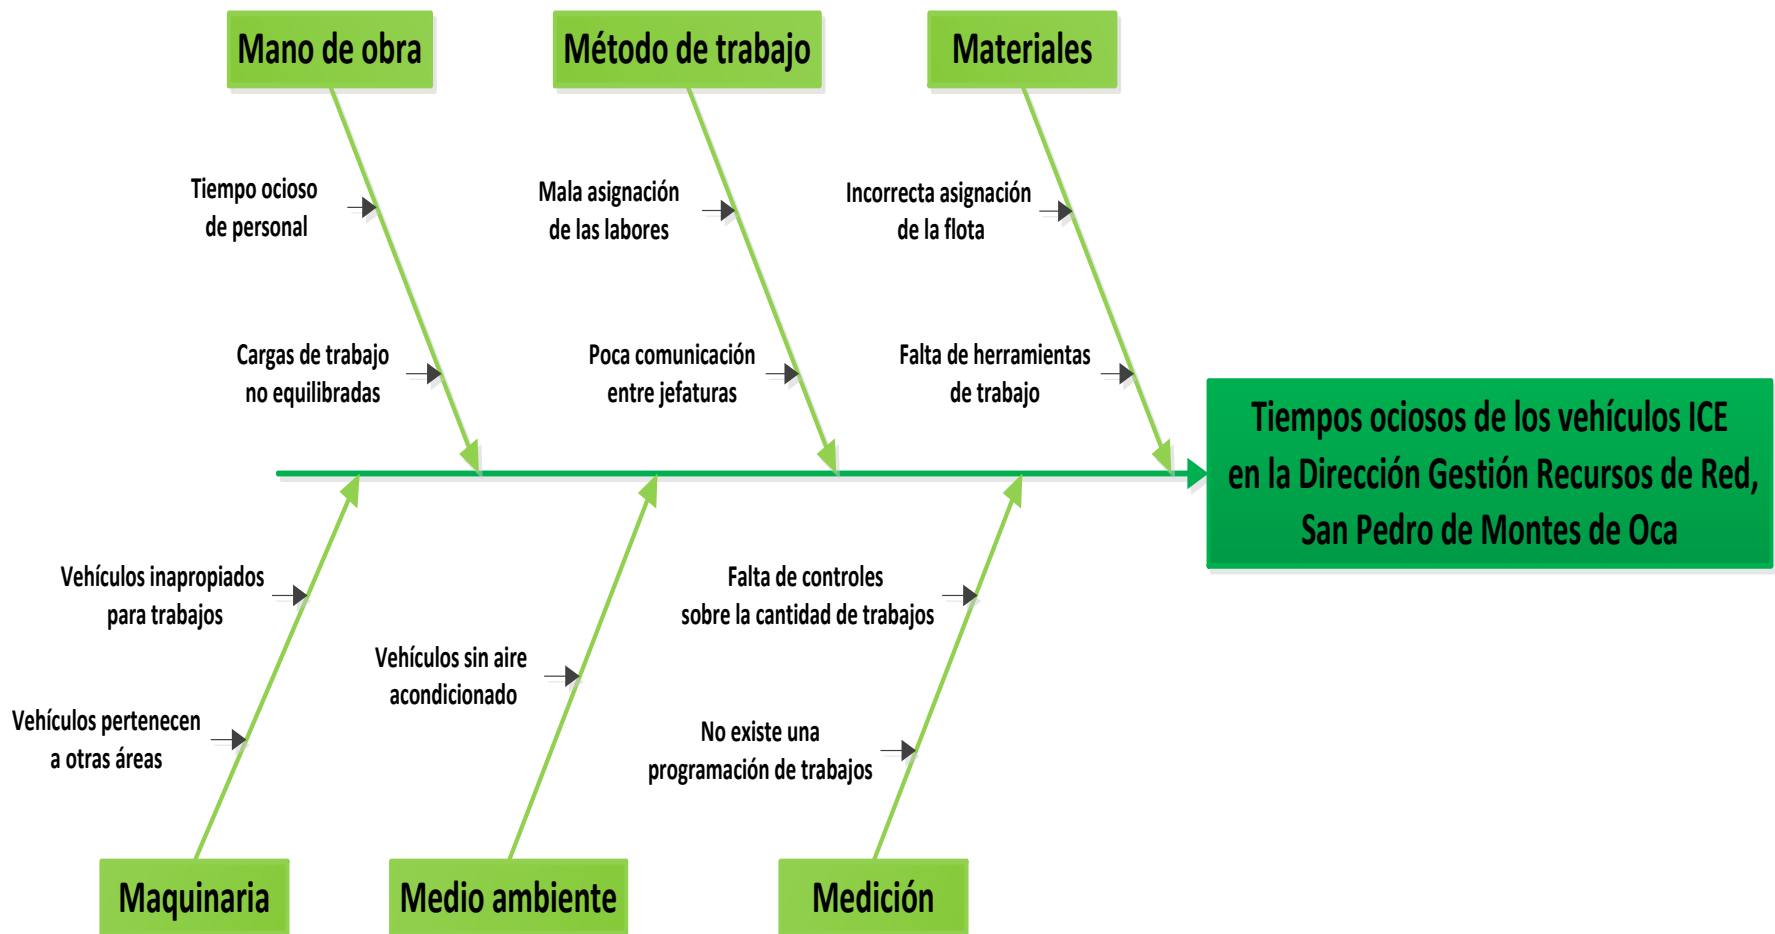 Mano de obra
Método de trabajo
Materiales
Tiempo ocioso
de personal
Mala asignación
de las labores
Incorrecta asignación
de la flota
Cargas de trabajo
no equilibradas
Poca comunicación
entre jefaturas
Falta de herramientas
de trabajo
Tiempos ociosos de los vehículos ICE
en la Dirección Gestión Recursos de Red,
San Pedro de Montes de Oca
Vehículos inapropiados
para trabajos
Falta de controles
sobre la cantidad de trabajos
Vehículos sin aire
acondicionado
Vehículos pertenecen
a otras áreas
No existe una
programación de trabajos
Maquinaria
Medio ambiente
Medición